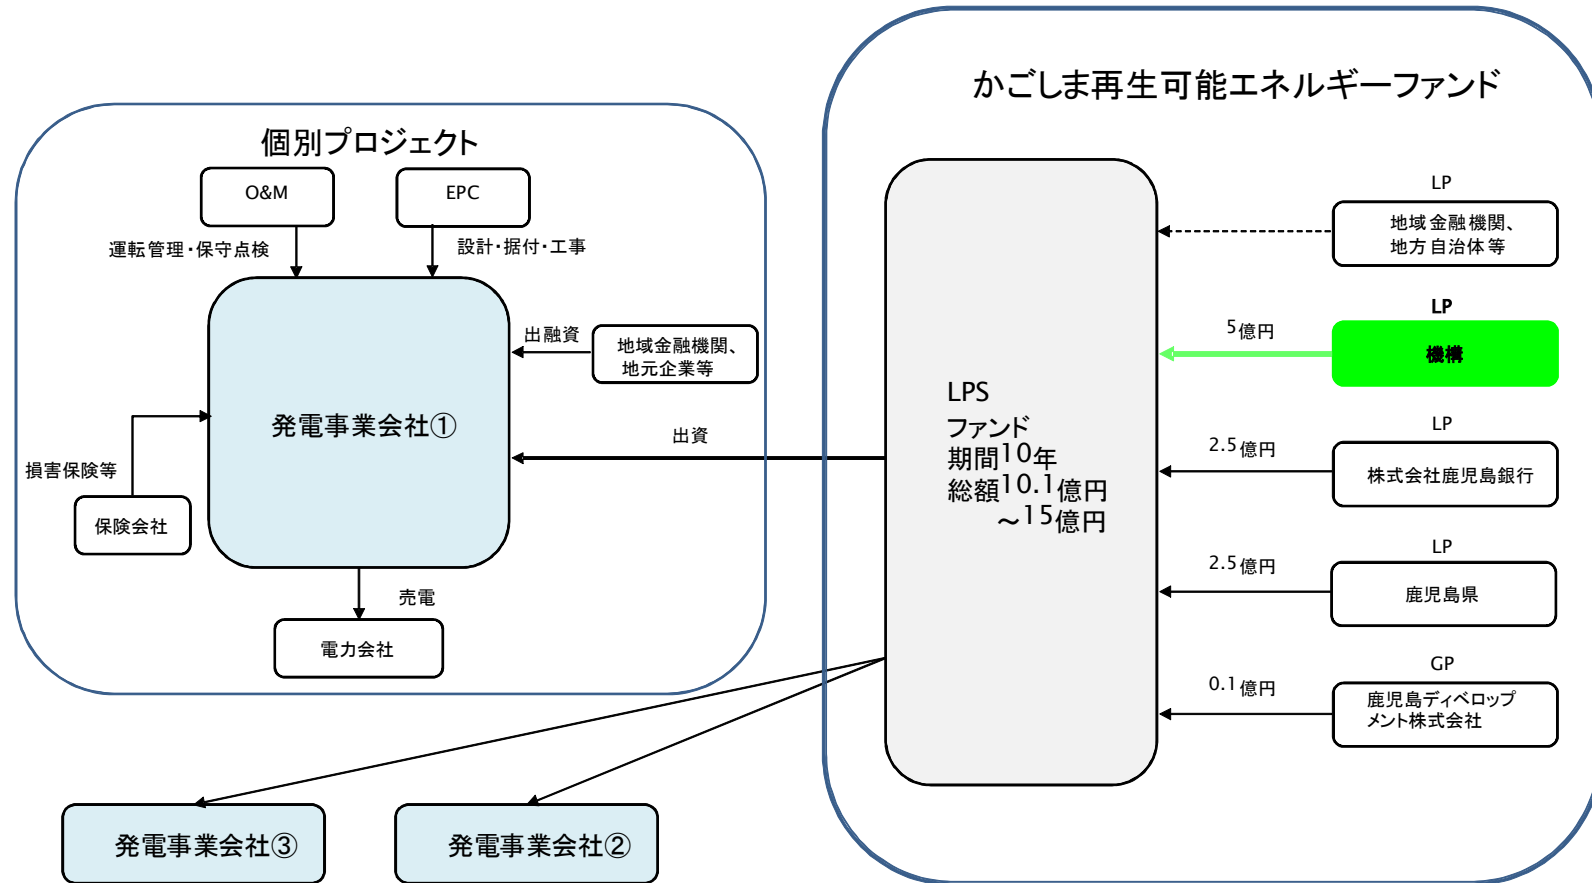 かごしま再生可能エネルギーファンド
個別プロジェクト
O&M
EPC
運転管理・保守点検
設計・据付・工事
発電事業会社①
出融資
地域金融機関、
地元企業等
出資
損害保険等
保険会社
売電
電力会社
発電事業会社③
発電事業会社②
LPS
ファンド
期間10年
総額10.1億円
～15億円
LP
地域金融機関、
地方自治体等
LP
5億円
機構
LP
2.5億円
株式会社鹿児島銀行
LP
2.5億円
鹿児島県
GP
0.1億円
鹿児島ディベロップ
メント株式会社